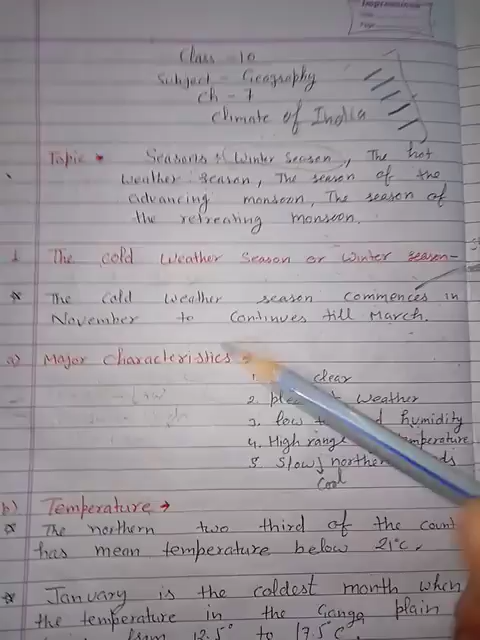 Class - 10
Subject - Geography
Ch - 7
Climate of India
Topic - Seasons : Winter Season, The hot
weather season, The season of the
advancing monsoon, The season of
the retreating monsoon.
1 The cold weather season or winter season -
* The cold weather season commences in
November to continues till March.
a) Major Characteristics
1. clear
2. weather
3. low humidity
4. High range temperature
5. Slow
Cool
b) Temperature →
* The northern two third of the
has mean temperature below 21°c.
* January is the coldest month when
the temperature in the Ganga plain
from 12.5° to 17.5°C